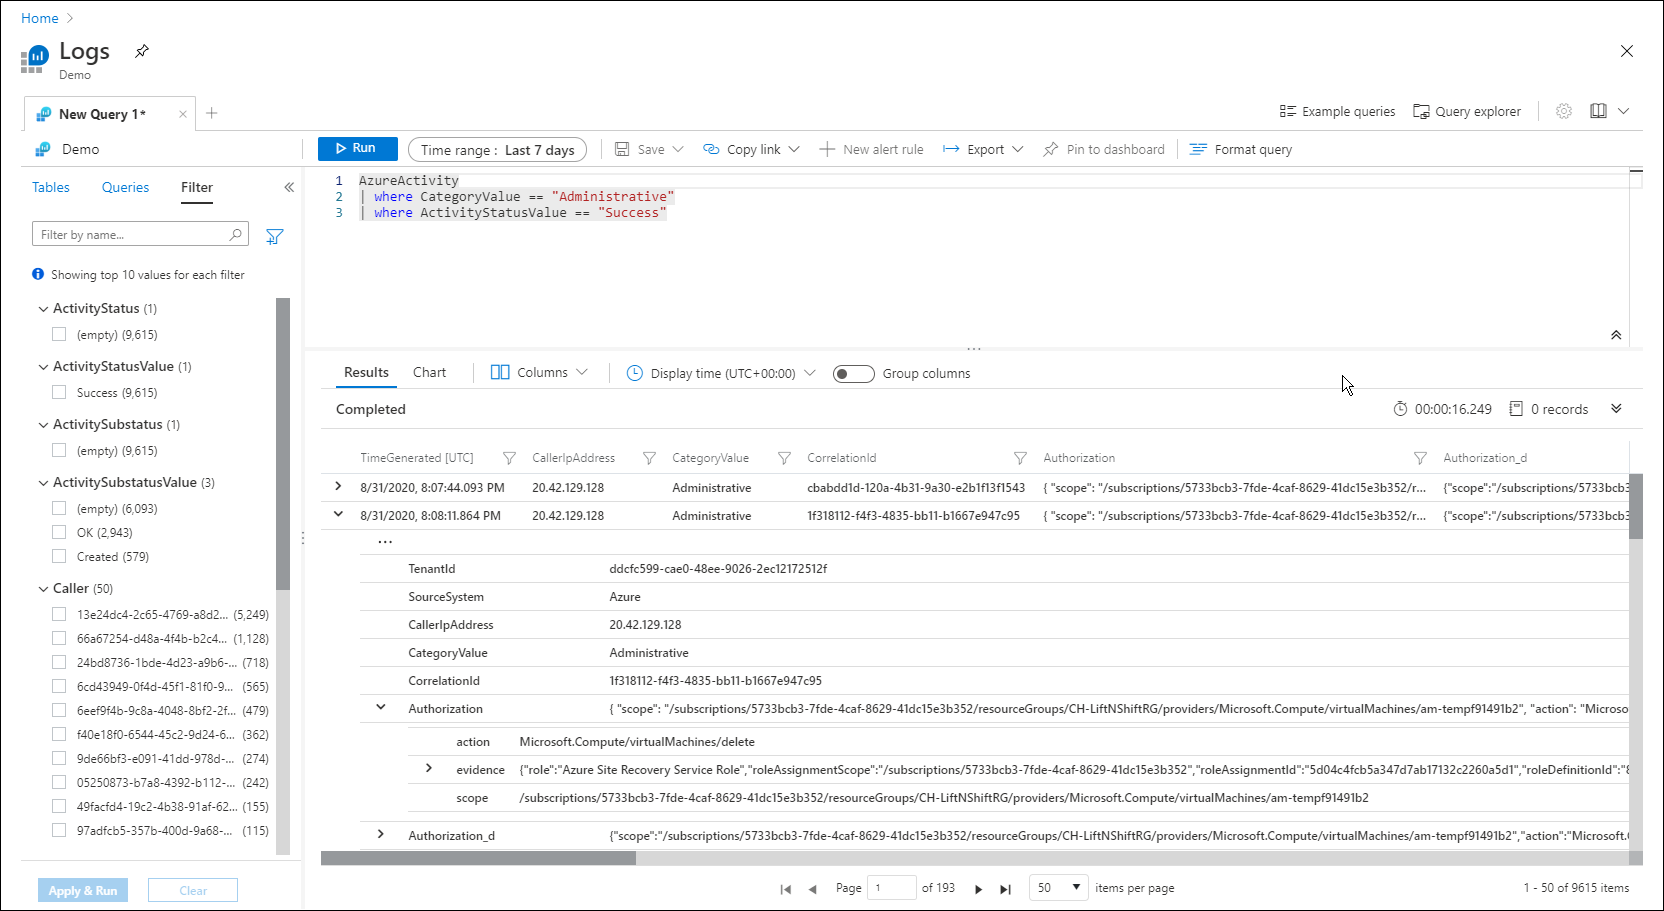 Home
Logs
Demo
New Query 1*
Example queries
Query explorer
Demo
Run
Time range : Last 7 days
Save
Copy link
New alert rule
Export
Pin to dashboard
Format query
Tables
Queries
Filter
1 AzureActivity
2 | where CategoryValue == "Administrative"
3 | where ActivityStatusValue == "Success"
Filter by name...
Showing top 10 values for each filter
ActivityStatus (1)
(empty) (9,615)
ActivityStatusValue (1)
Success (9,615)
ActivitySubstatus (1)
(empty) (9,615)
ActivitySubstatusValue (3)
(empty) (6,093)
OK (2,943)
Created (579)
Caller (50)
13e24dc4-2c65-4769-a8d2... (5,249)
66a67254-d48a-4f4b-b2c4... (1,128)
24bd8736-1bde-4d23-a9b6-... (718)
6cd43949-0f4d-45f1-81f0-9... (565)
6eef9f4b-9c8a-4048-8bf2-2f... (479)
f40e18f0-6544-45c2-9d24-6... (362)
9de66bf3-e091-41dd-978d-... (274)
05250873-b7a8-4392-b112-... (242)
49facfd4-19c2-4b38-91af-62... (155)
97adfcb5-357b-400d-9a68-... (115)
Apply & Run
Clear
Results
Chart
Columns
Display time (UTC+00:00)
Group columns
Completed
00:00:16.249
0 records
TimeGenerated [UTC] CallerIpAddress CategoryValue CorrelationId Authorization Authorization_d
8/31/2020, 8:07:44.093 PM 20.42.129.128 Administrative cbabdd1d-120a-4b31-9a30-e2b1f13f1543 { "scope": "/subscriptions/5733bcb3-7fde-4caf-8629-41dc15e3b352/r... {"scope":"/subscriptions/5733bcb3
8/31/2020, 8:08:11.864 PM 20.42.129.128 Administrative 1f318112-f4f3-4835-bb11-b1667e947c95 { "scope": "/subscriptions/5733bcb3-7fde-4caf-8629-41dc15e3b352/r... {"scope":"/subscriptions/5733bcb3
...
TenantId ddcfc599-cae0-48ee-9026-2ec12172512f
SourceSystem Azure
CallerIpAddress 20.42.129.128
CategoryValue Administrative
CorrelationId 1f318112-f4f3-4835-bb11-b1667e947c95
Authorization { "scope": "/subscriptions/5733bcb3-7fde-4caf-8629-41dc15e3b352/resourceGroups/CH-LiftNShiftRG/providers/Microsoft.Compute/virtualMachines/am-tempf91491b2", "action": "Microso
action Microsoft.Compute/virtualMachines/delete
evidence {"role":"Azure Site Recovery Service Role","roleAssignmentScope":"/subscriptions/5733bcb3-7fde-4caf-8629-41dc15e3b352","roleAssignmentId":"5d04c4fcb5a347d7ab17132c2260a5d1","roleDefinitionId":"8
scope /subscriptions/5733bcb3-7fde-4caf-8629-41dc15e3b352/resourceGroups/CH-LiftNShiftRG/providers/Microsoft.Compute/virtualMachines/am-tempf91491b2
Authorization_d {"scope":"/subscriptions/5733bcb3-7fde-4caf-8629-41dc15e3b352/resourceGroups/CH-LiftNShiftRG/providers/Microsoft.Compute/virtualMachines/am-tempf91491b2","action":"Microsoft.
Page 1 of 193
50 items per page
1 - 50 of 9615 items